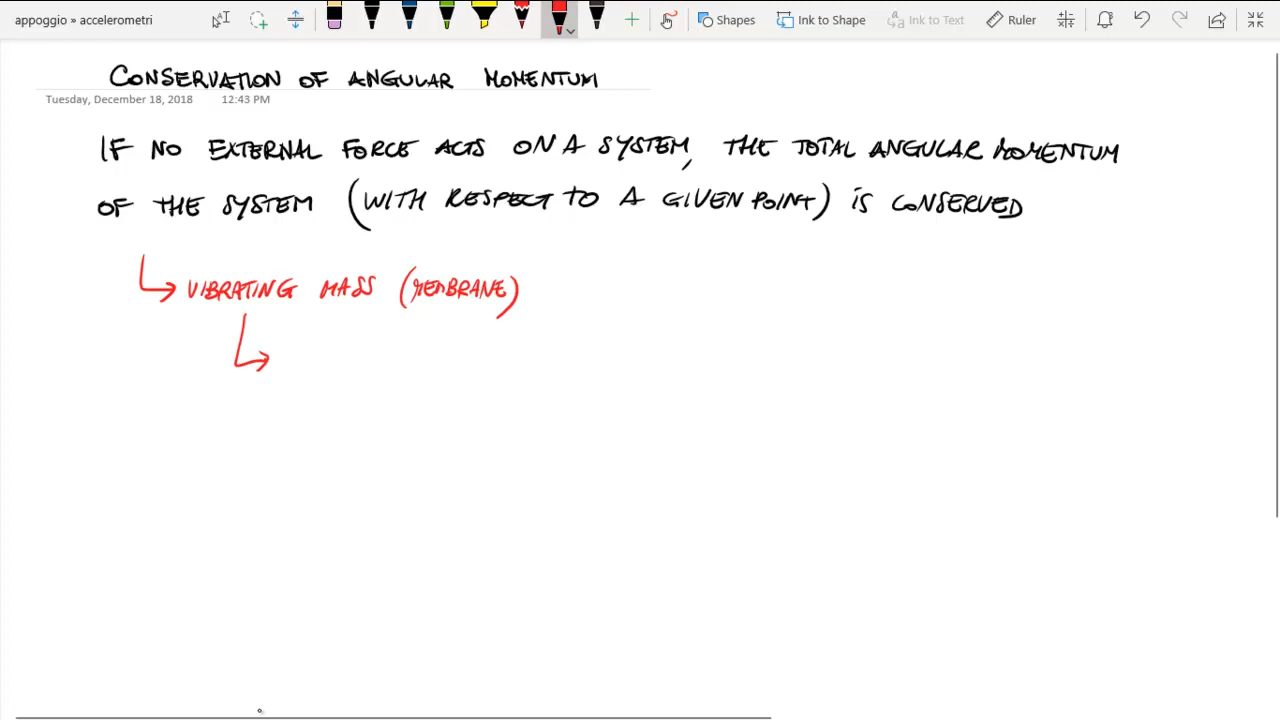 appoggio » accelerometri
Shapes
Ink to Shape
Ink to Text
Ruler
CONSERVATION OF ANGULAR MOMENTUM
Tuesday, December 18, 2018 12:43 PM
IF NO EXTERNAL FORCE ACTS ON A SYSTEM, THE TOTAL ANGULAR MOMENTUM
OF THE SYSTEM (WITH RESPECT TO A GIVEN POINT) IS CONSERVED
VIBRATING MASS (MEMBRANE)